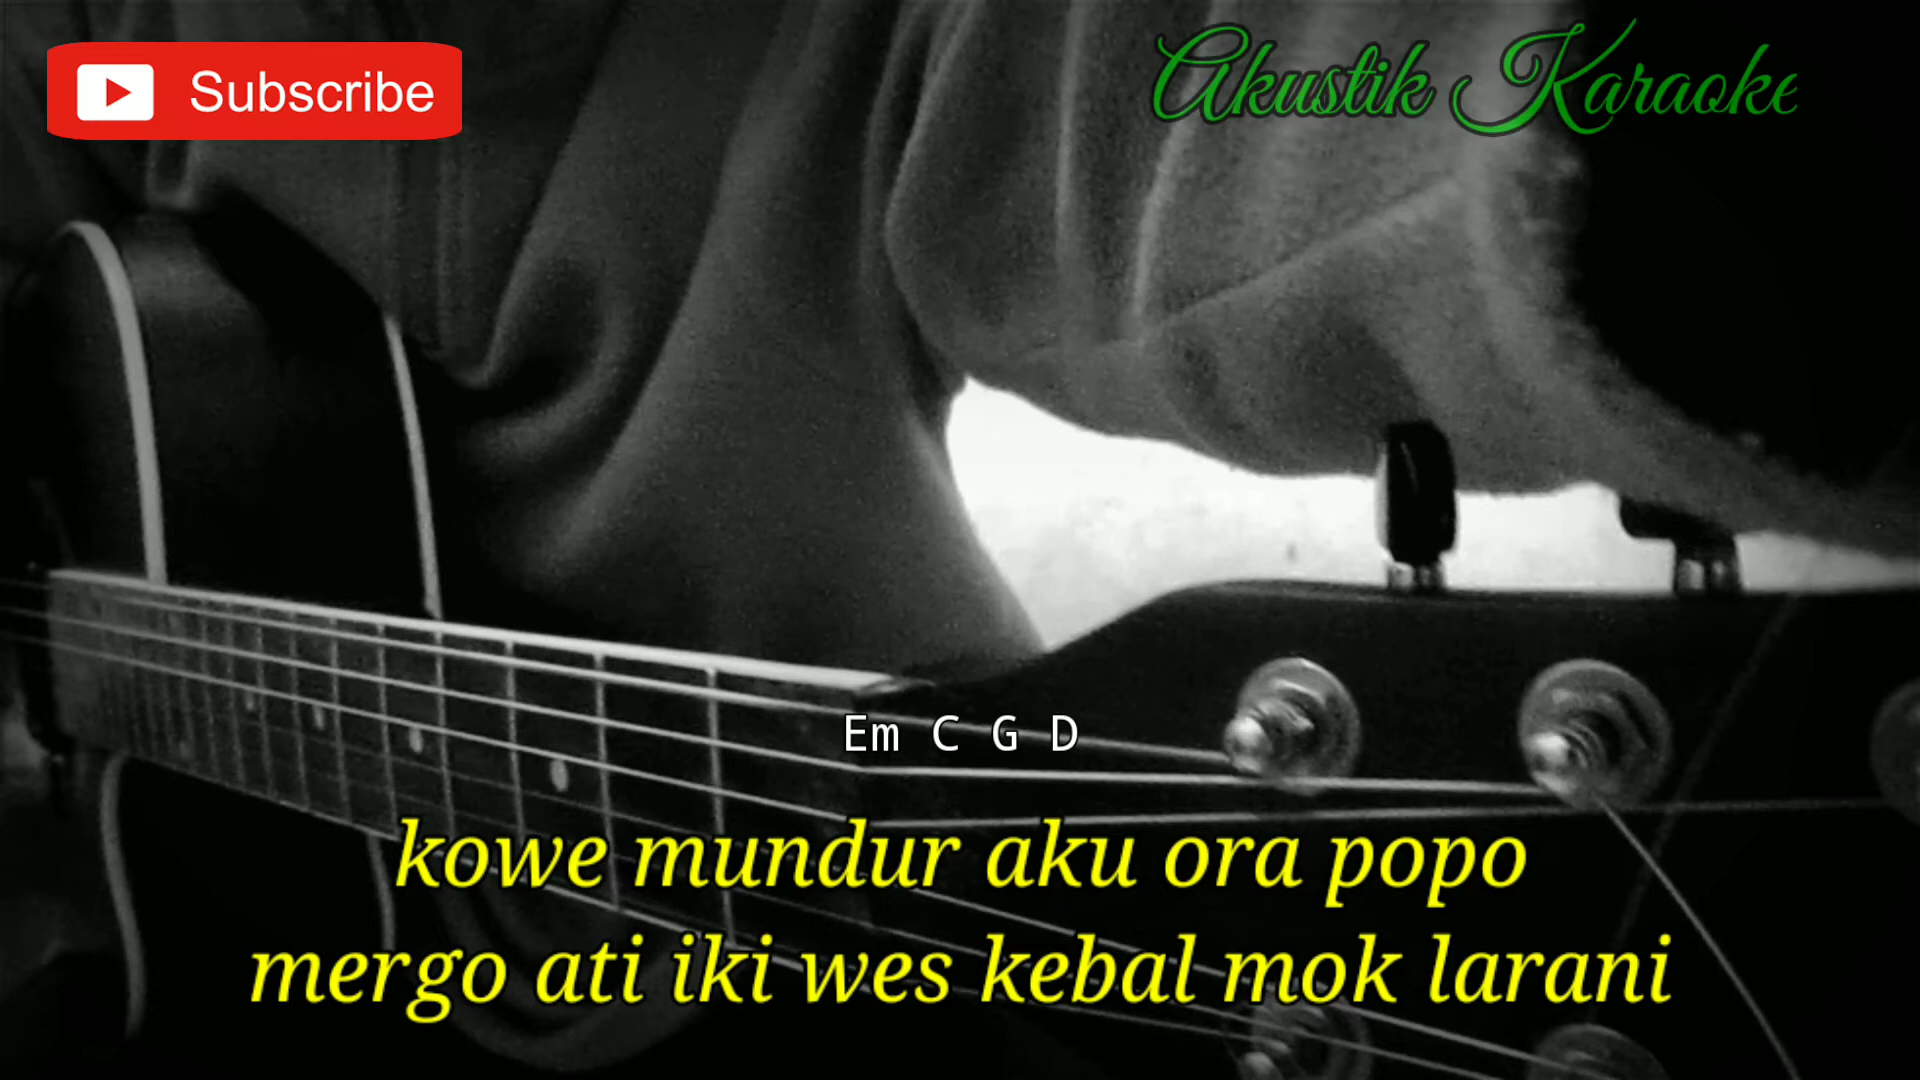 Subscribe
Akustik Karaoke
Em C G D
kowe mundur aku ora popo
mergo ati iki wes kebal mok larani